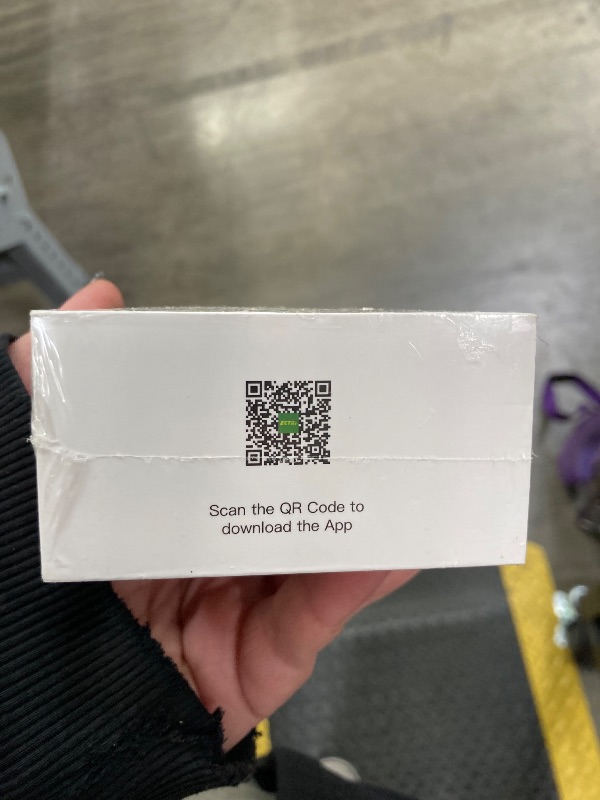 Scan the QR Code to
download the App